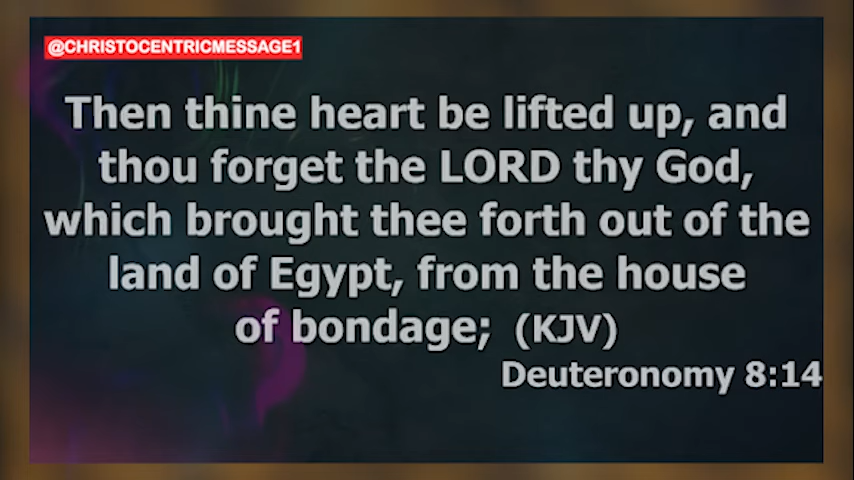 @CHRISTOCENTRICMESSAGE1
Then thine heart be lifted up, and
thou forget the LORD thy God,
which brought thee forth out of the
land of Egypt, from the house
of bondage; (KJV)
Deuteronomy 8:14